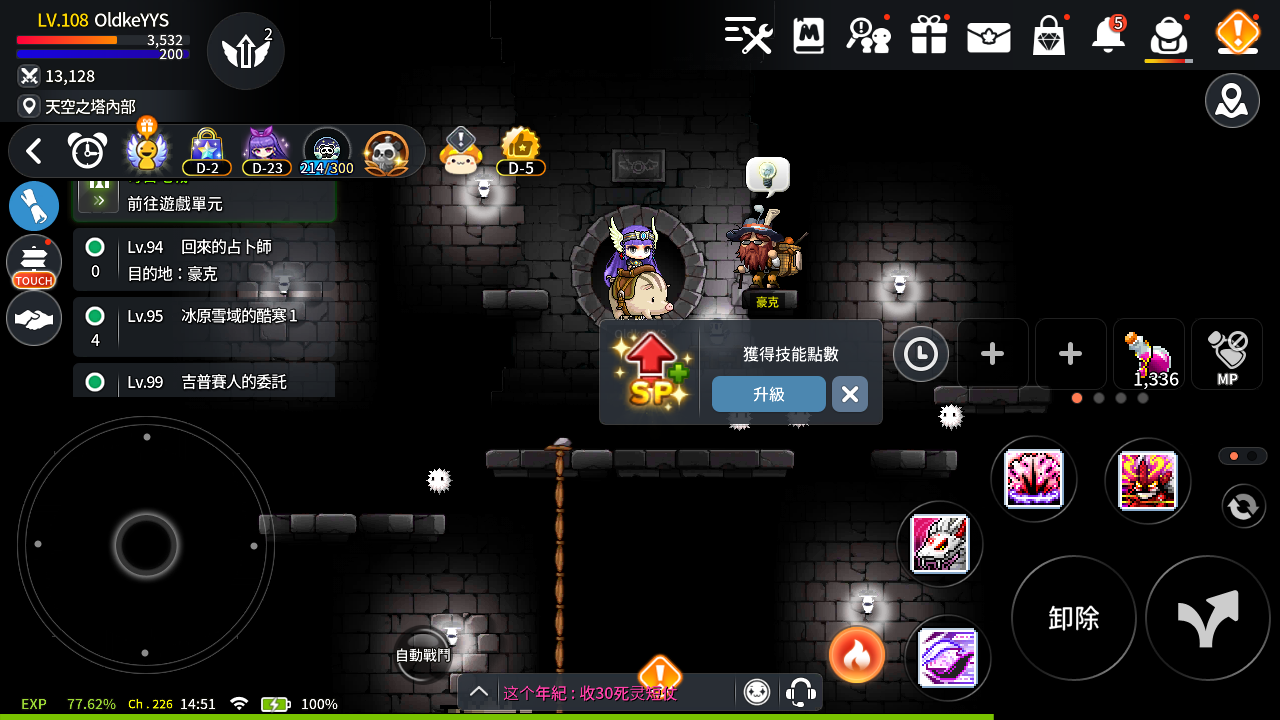 LV.108 OldkeYYS
3,532
200
2
13,128
天空之塔內部
5
D-2
D-23
214/300
D-5
前往遊戲單元
TOUCH
0
Lv.94 回來的占卜師
目的地：豪克
4
Lv.95 冰原雪域的酷寒 1
Lv.99 吉普賽人的委託
豪克
SP
獲得技能點數
升級
1,336
MP
卸除
自動戰鬥
这个年紀 : 收30死灵短仗
EXP 77.62% Ch.226 14:51 100%